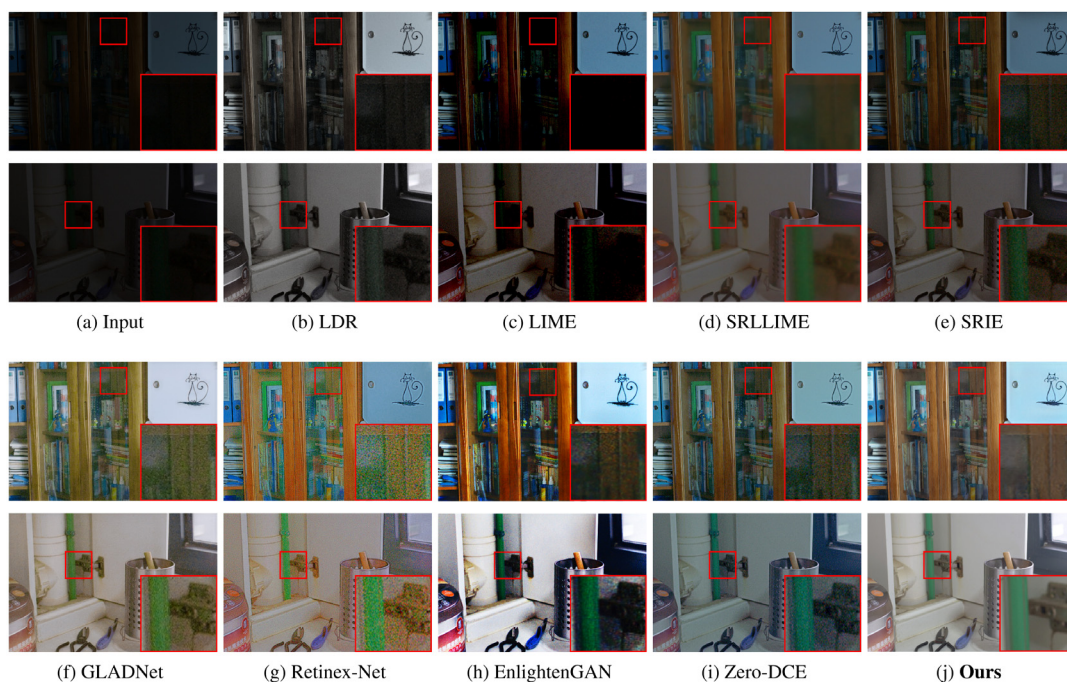 (a) Input (b) LDR (c) LIME (d) SRLLIME (e) SRIE
(f) GLADNet (g) Retinex-Net (h) EnlightenGAN (i) Zero-DCE (j) Ours